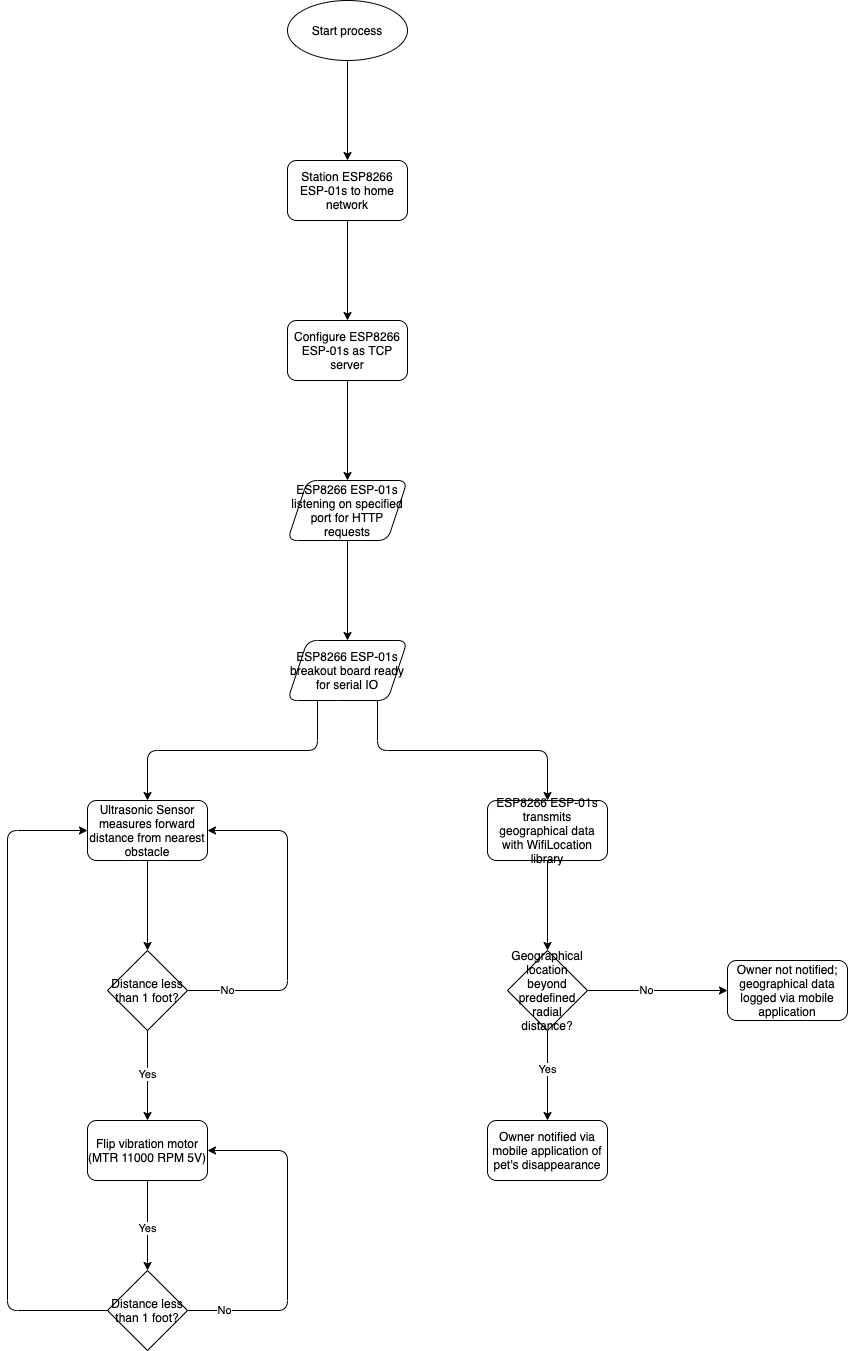 Start process
Station ESP8266
ESP-01s to home
network
Configure ESP8266
ESP-01s as TCP
server
ESP8266 ESP-01s
listening on specified
port for HTTP
requests
ESP8266 ESP-01s
breakout board ready
for serial IO
Ultrasonic Sensor
measures forward
distance from nearest
obstacle
ESP8266 ESP-01s
transmits
geographical data
with WifiLocation
library
Distance less
than 1 foot?
No
Geographical
location
beyond
predefined
radial
distance?
No
Owner not notified;
geographical data
logged via mobile
application
Yes
Yes
Flip vibration motor
(MTR 11000 RPM 5V)
Owner notified via
mobile application of
pet's disappearance
Yes
Distance less
than 1 foot?
No